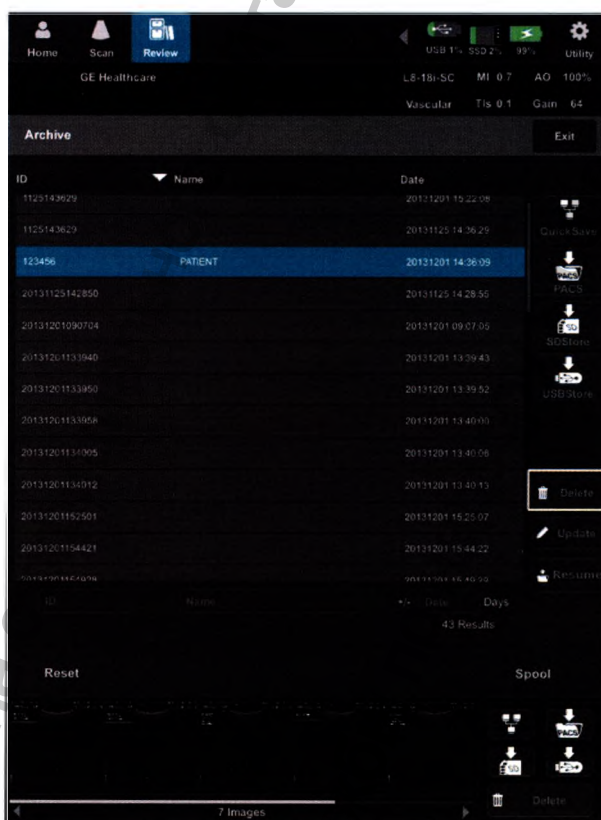 Home Scan Review USB 1% SSD 2% 99% Utility
GE Healthcare L8-18i-SC MI 0.7 AO 100%
Vascular TIs 0.1 Gain 64
Archive Exit
ID Name Date
1125143629 20131201 15:22:08
1125143629 20131125 14:36:29 QuickSave
123456 PATIENT 20131201 14:36:09
PACS
20131125142850 20131125 14:28:55 PACS
20131201090704 20131201 09:07:05 SD
SDStore
20131201133940 20131201 13:39:43
20131201133950 20131201 13:39:52 USBStore
20131201133958 20131201 13:40:00
20131201134005 20131201 13:40:06
20131201134012 20131201 13:40:13 Delete
20131201152501 20131201 15:25:07
Update
20131201154421 20131201 15:44:22
Resume
ID Name +/- Date Days
43 Results
Reset Spool
PACS
SD
7 Images Delete